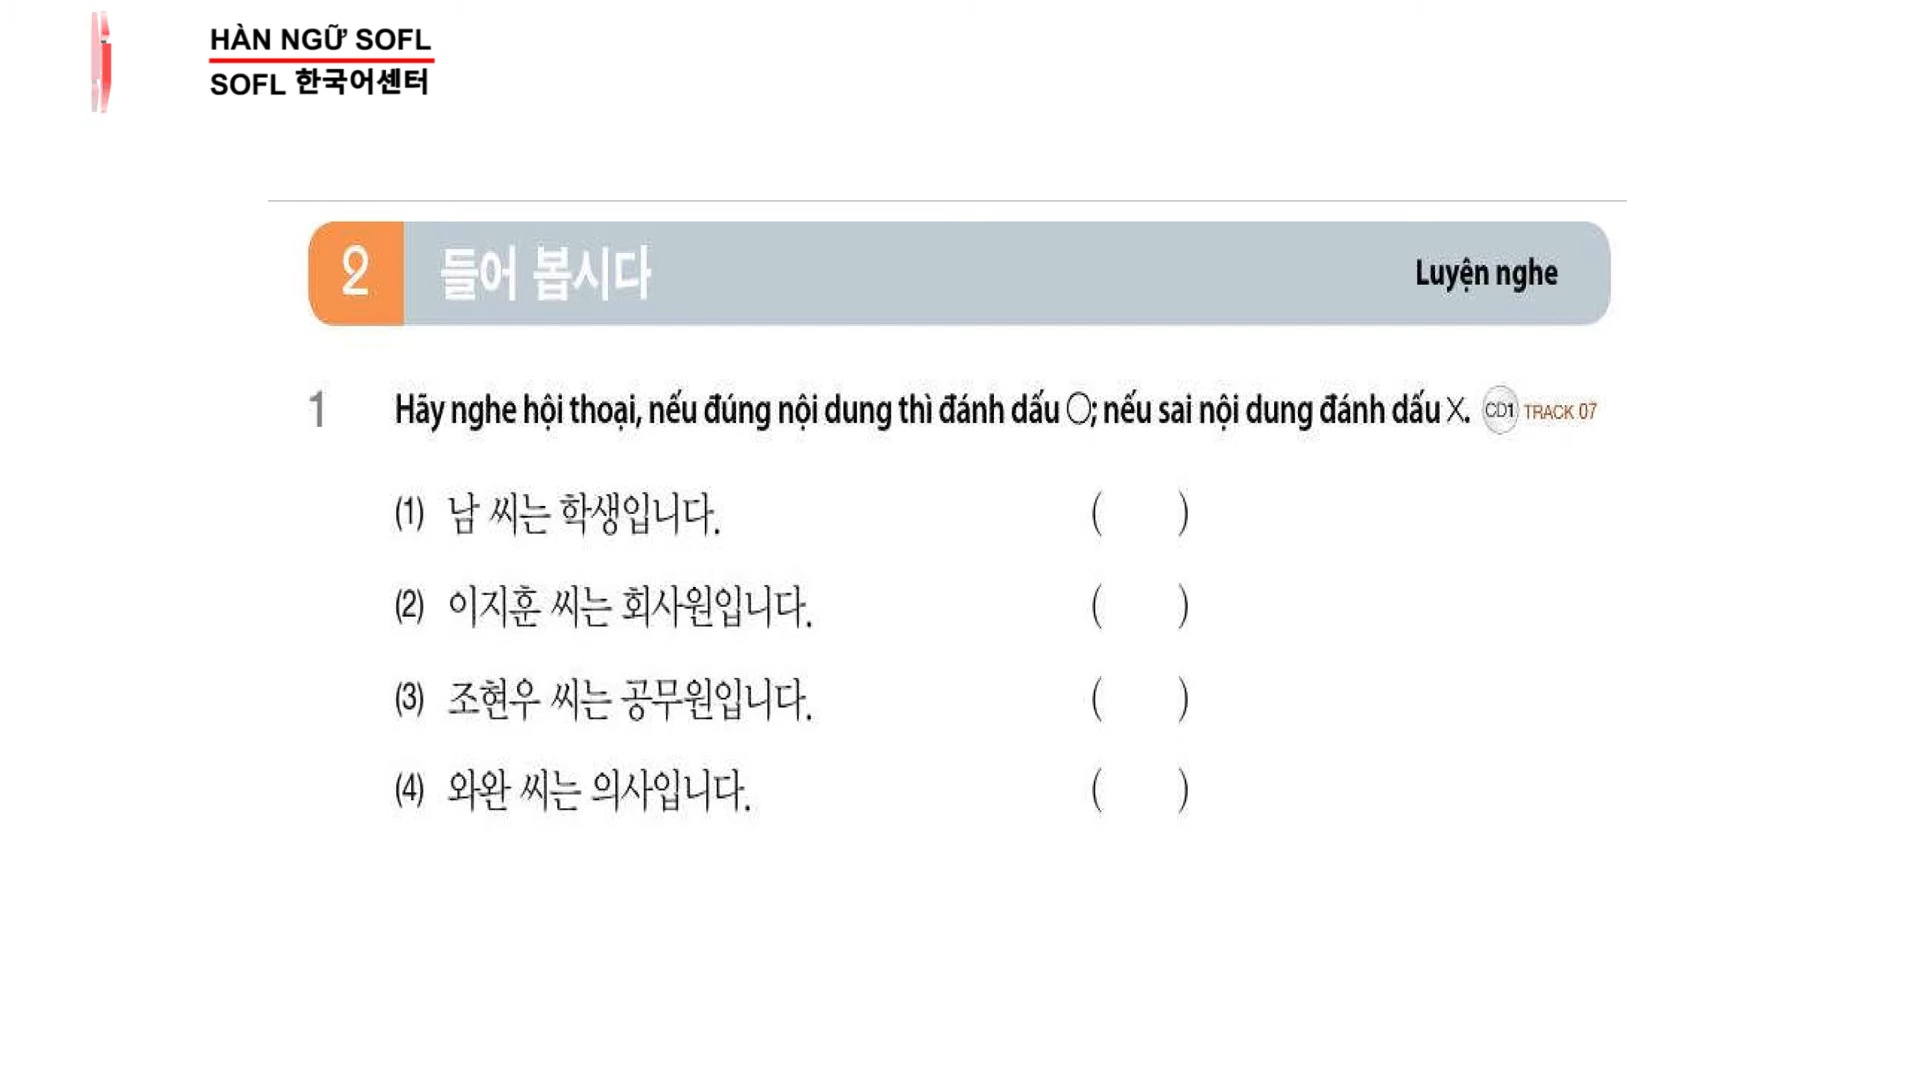 HÀN NGỮ SOFL
SOFL 한국어센터
2 들어 봅시다 Luyện nghe
1 Hãy nghe hội thoại, nếu đúng nội dung thì đánh dấu O; nếu sai nội dung đánh dấu X. CD1 TRACK 07
(1) 남 씨는 학생입니다. ( )
(2) 이지훈 씨는 회사원입니다. ( )
(3) 조현우 씨는 공무원입니다. ( )
(4) 와완 씨는 의사입니다. ( )